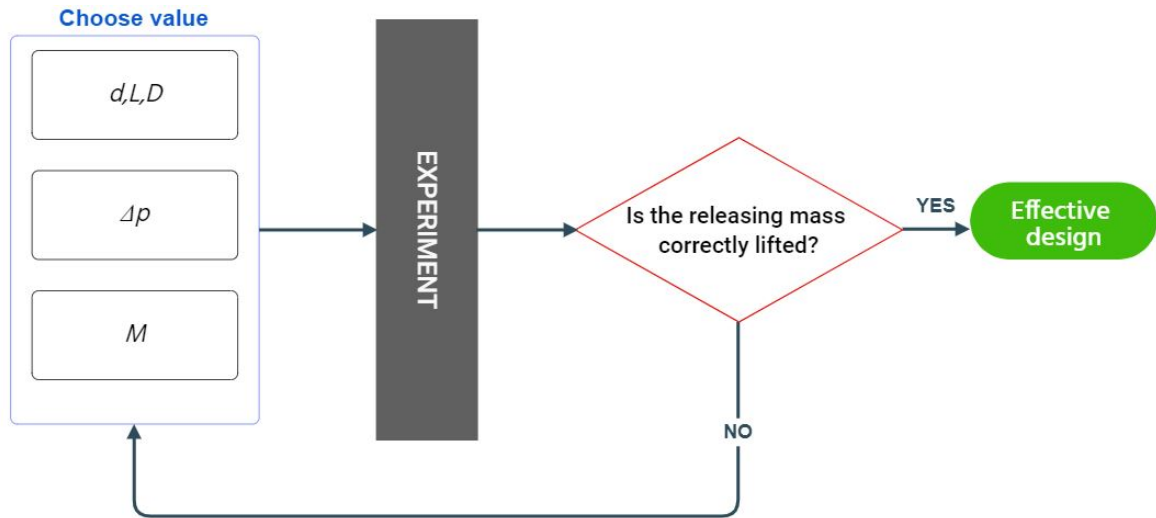 Choose value
d,L,D
Δp
M
EXPERIMENT
Is the releasing mass
correctly lifted?
YES
Effective
design
NO